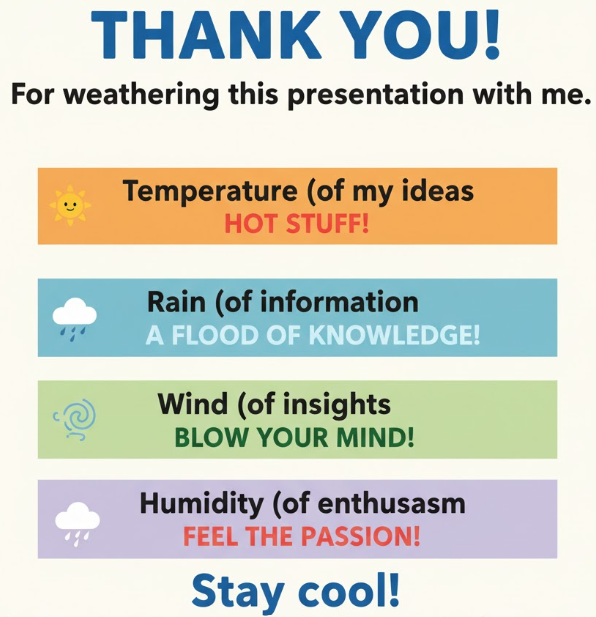 THANK YOU!
For weathering this presentation with me.
Temperature (of my ideas
HOT STUFF!
Rain (of information
A FLOOD OF KNOWLEDGE!
Wind (of insights
BLOW YOUR MIND!
Humidity (of enthusasm
FEEL THE PASSION!
Stay cool!